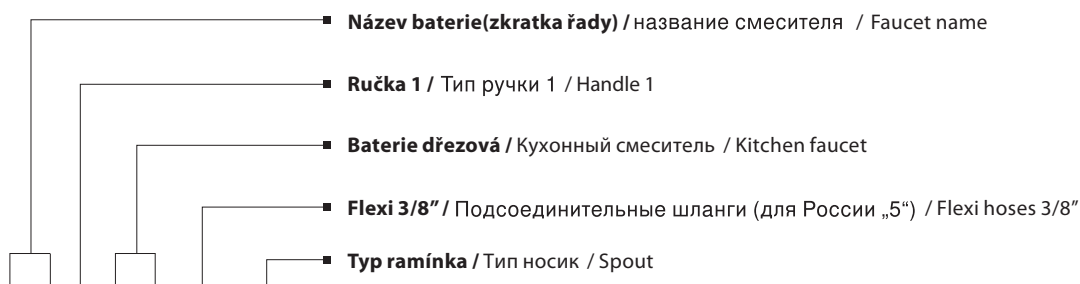 Název baterie(zkratka řady) / название смесителя / Faucet name
Ručka 1 / Тип ручки 1 / Handle 1
Baterie dřezová / Кухонный смеситель / Kitchen faucet
Flexi 3/8” / Подсоединительные шланги (для России „5“) / Flexi hoses 3/8”
Typ ramínka / Тип носик / Spout